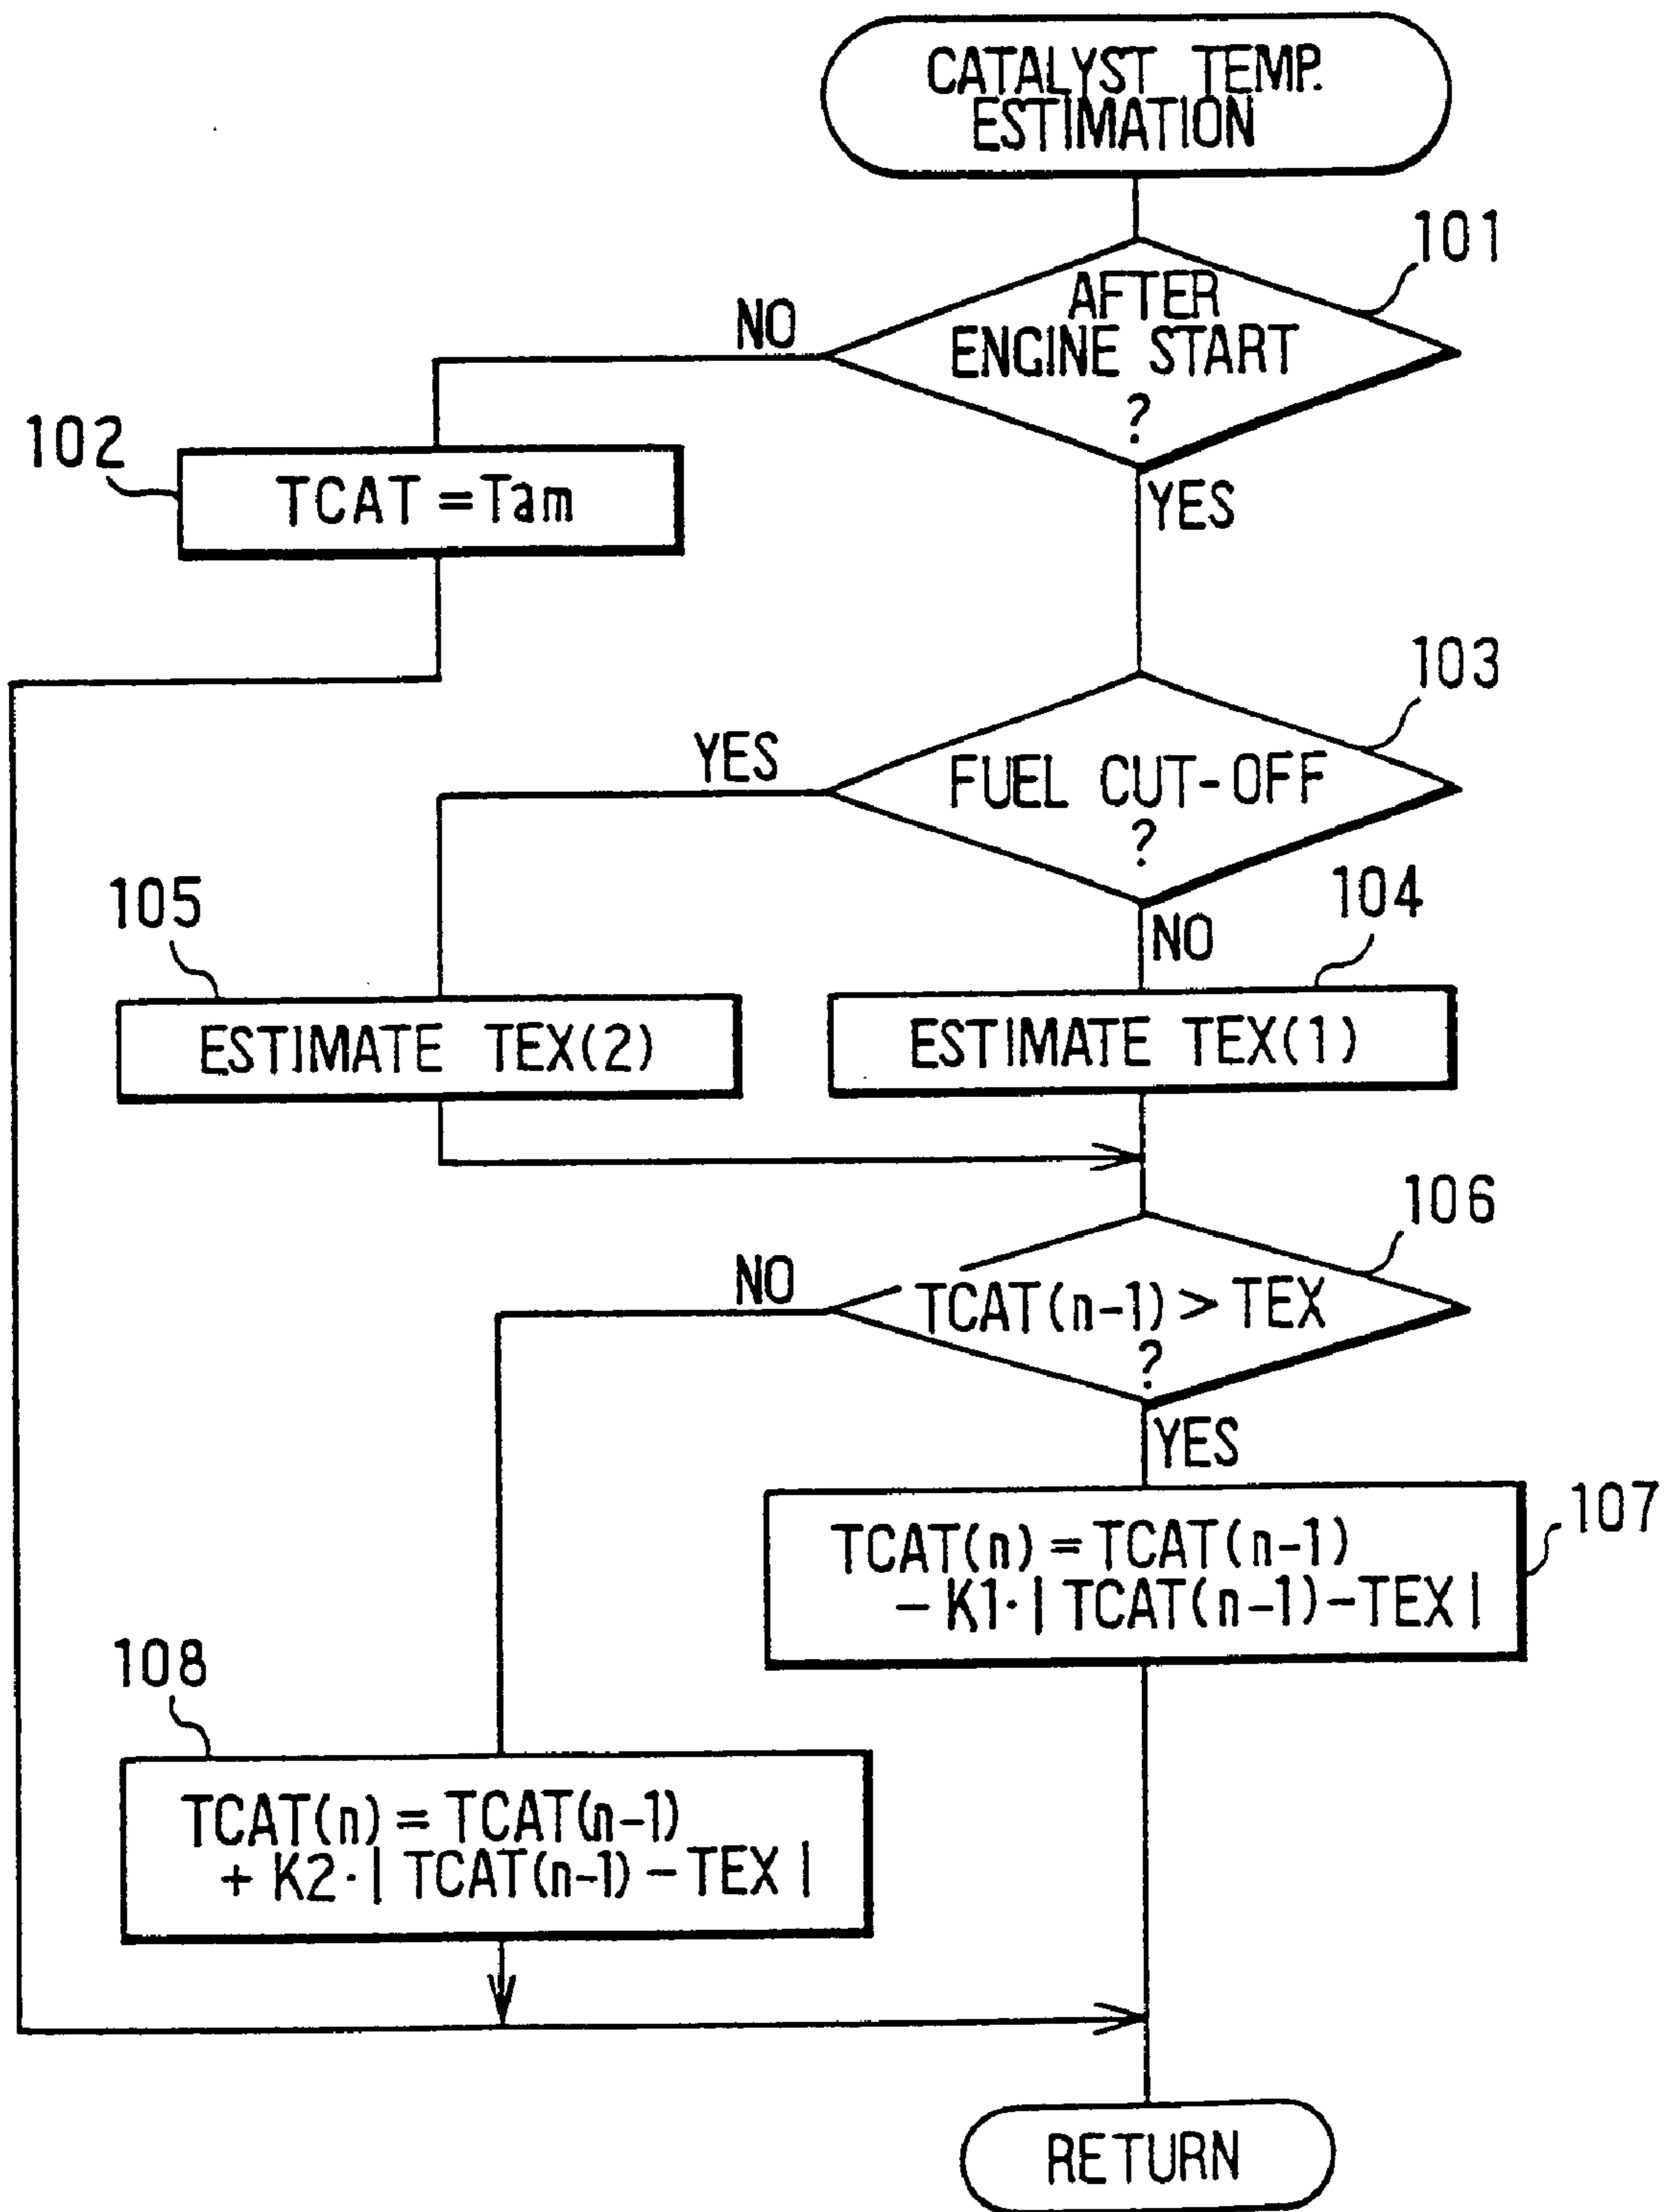 CATALYST TEMP.
ESTIMATION
101
AFTER
ENGINE START
?
NO
YES
102
TCAT = Tam
103
FUEL CUT-OFF
?
YES
NO
105
104
ESTIMATE TEX(2)
ESTIMATE TEX(1)
106
TCAT(n-1) > TEX
?
NO
YES
107
TCAT(n) = TCAT(n-1)
- K1·| TCAT(n-1) - TEX |
108
TCAT(n) = TCAT(n-1)
+ K2·| TCAT(n-1) - TEX |
RETURN